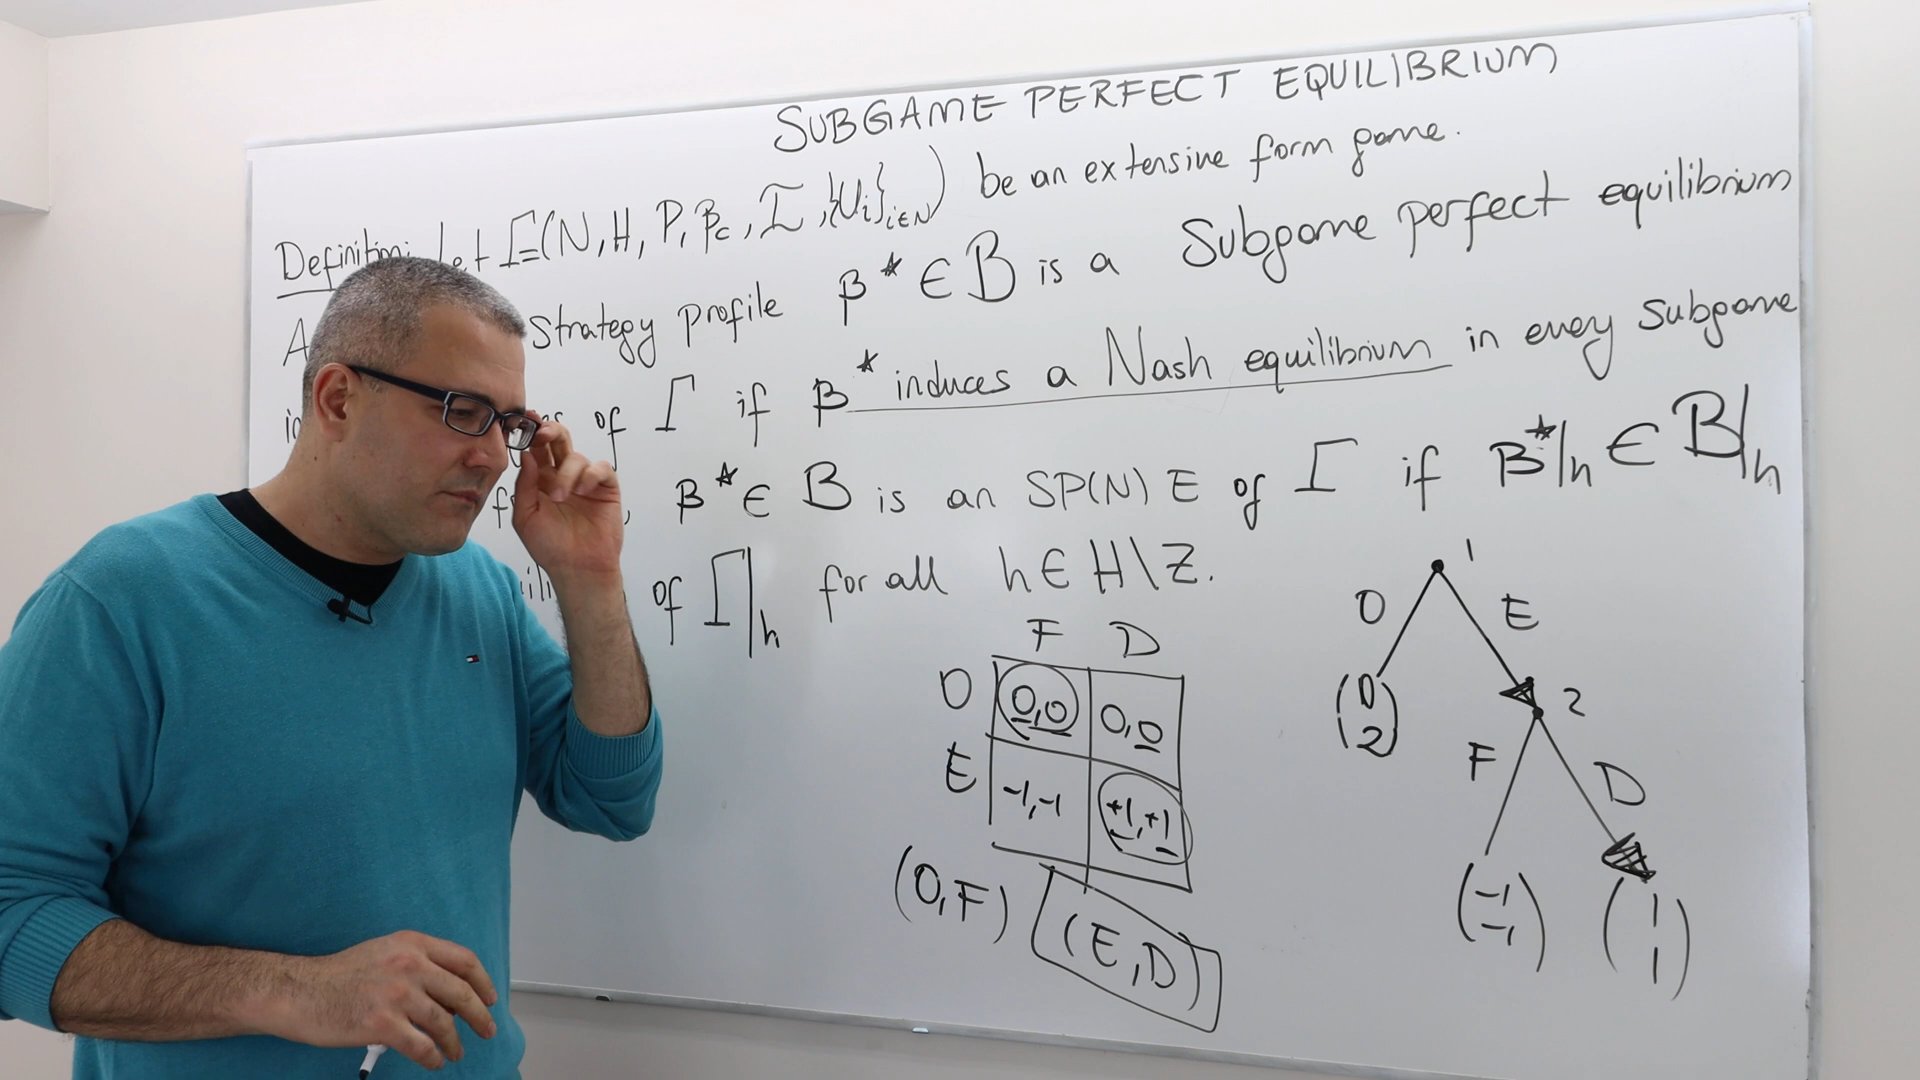 SUBGAME PERFECT EQUILIBRIUM
Definition: Let Γ=(N,H,P,βc,I,{Ui}i∈N) be an extensive form game.
A strategy profile β*∈B is a Subgame perfect equilibrium
of Γ if β* induces a Nash equilibrium in every subgame
β*∈B is an SP(N)E of Γ if β*|h∈B|h
of Γ|h for all h∈H\Z.
F D
O 0,0 0,0
E -1,-1 +1,+1
(O,F) (E,D)
1
O E
(0 2)
2
F D
(-1 -1) (1 1)